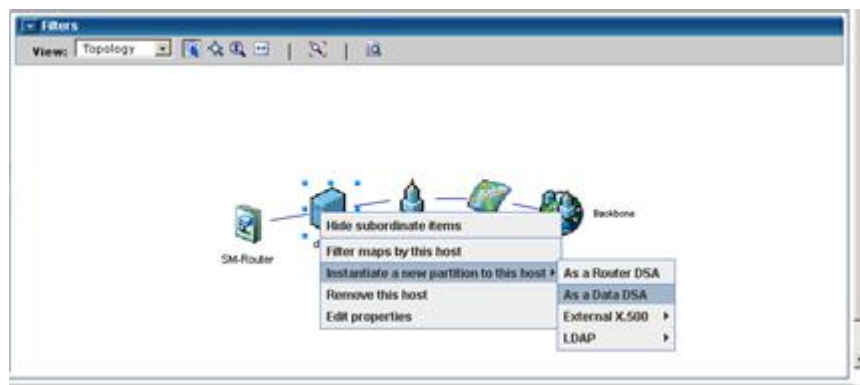 Filters
View: Topology
Backbone
SM-Router
Hide subordinate items
Filter maps by this host
Instantiate a new partition to this host
As a Router DSA
Remove this host
As a Data DSA
Edit properties
External X.500
LDAP